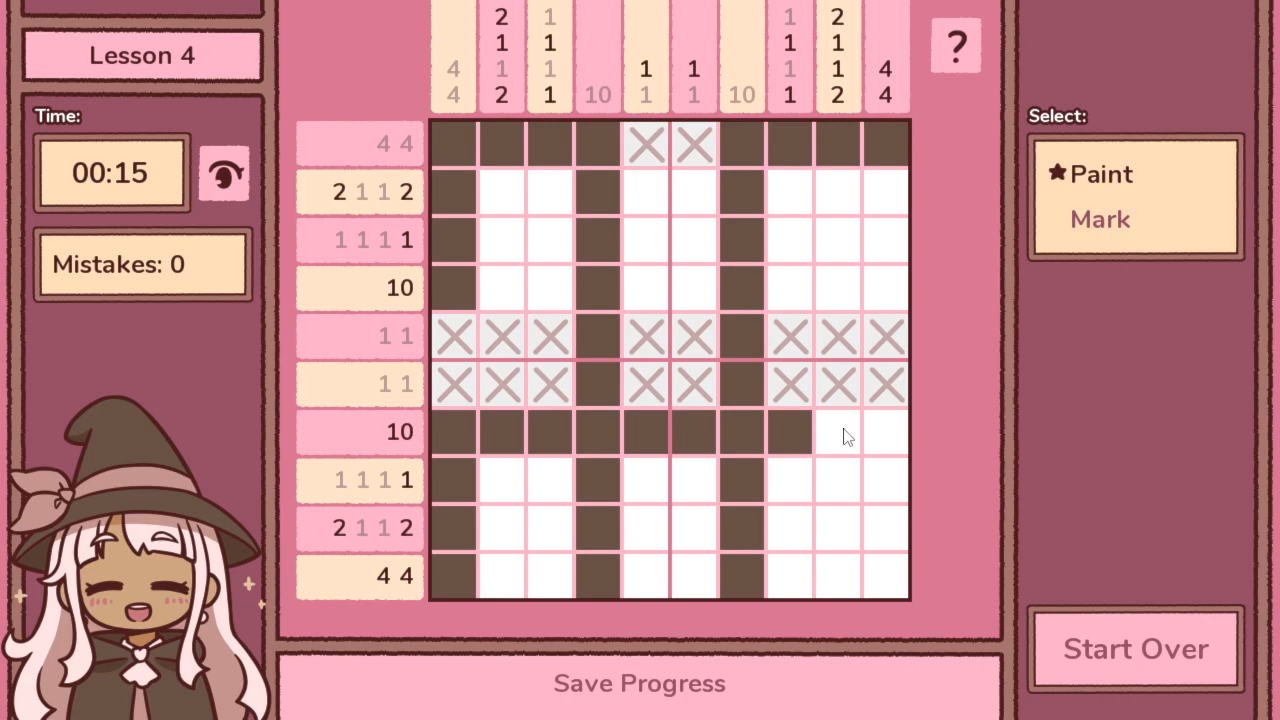 Lesson 4
Time:
00:15
Mistakes: 0
2 1 2 1
2 1 1 1 1 1
4 1 1 1 1 1 1 4
4 2 1 10 1 1 10 1 2 4
?
4 4
2 1 1 2
1 1 1 1
10
1 1
1 1
10
1 1 1 1
2 1 1 2
4 4
Select:
Paint
Mark
Start Over
Save Progress